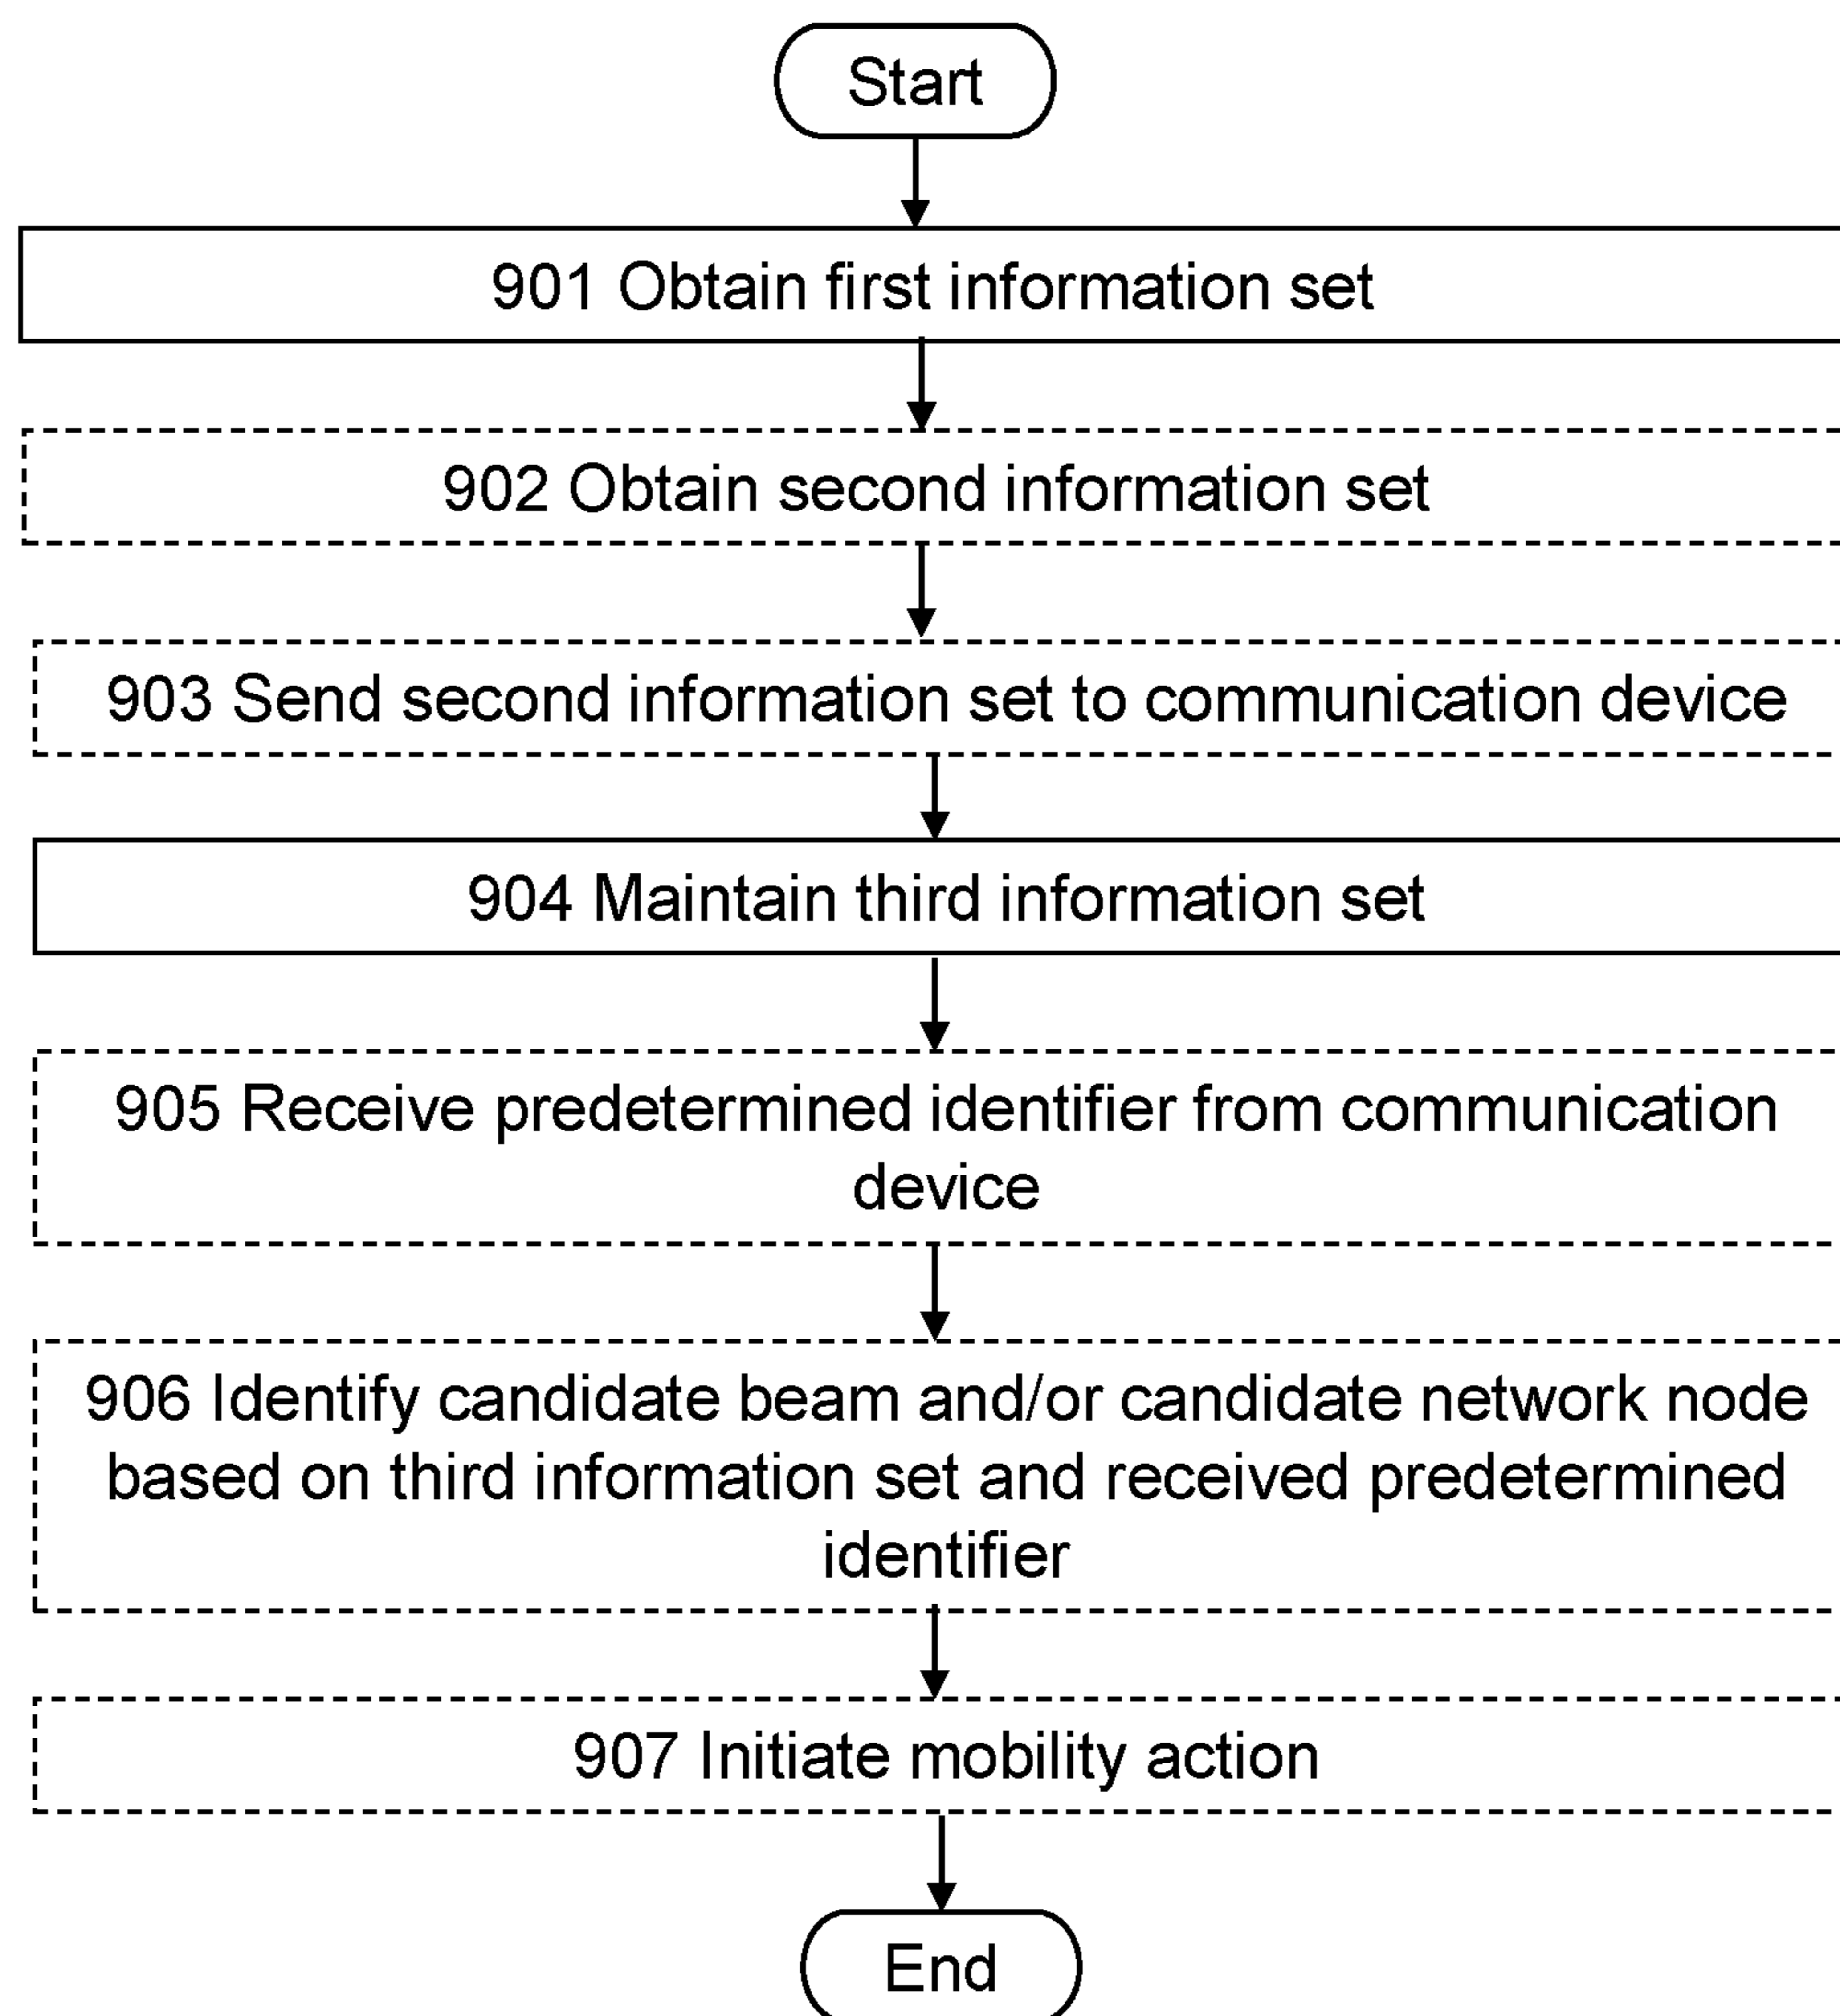 Start
901 Obtain first information set
902 Obtain second information set
903 Send second information set to communication device
904 Maintain third information set
905 Receive predetermined identifier from communication
device
906 Identify candidate beam and/or candidate network node
based on third information set and received predetermined
identifier
907 Initiate mobility action
End